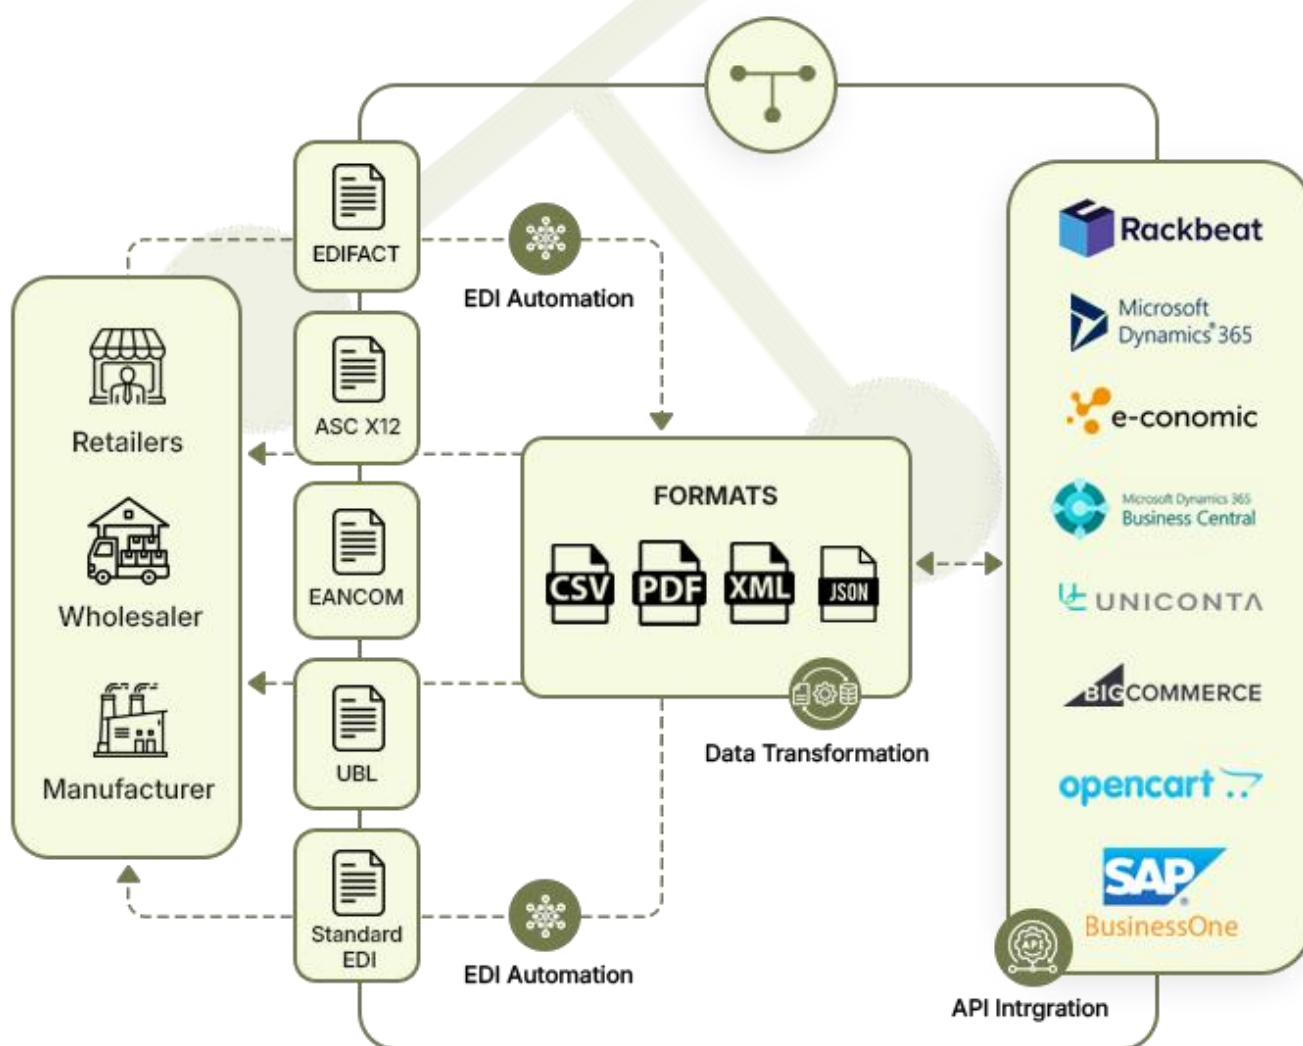 EDIFACT
EDI Automation
ASC X12
EANCOM
UBL
Standard
EDI
EDI Automation
Retailers
Wholesaler
Manufacturer
FORMATS
CSV
PDF
XML
JSON
Data Transformation
Rackbeat
Microsoft
Dynamics® 365
e-conomic
Microsoft Dynamics 365
Business Central
UNICONTA
BIGCOMMERCE
opencart
SAP®
BusinessOne
API
API Intrgration